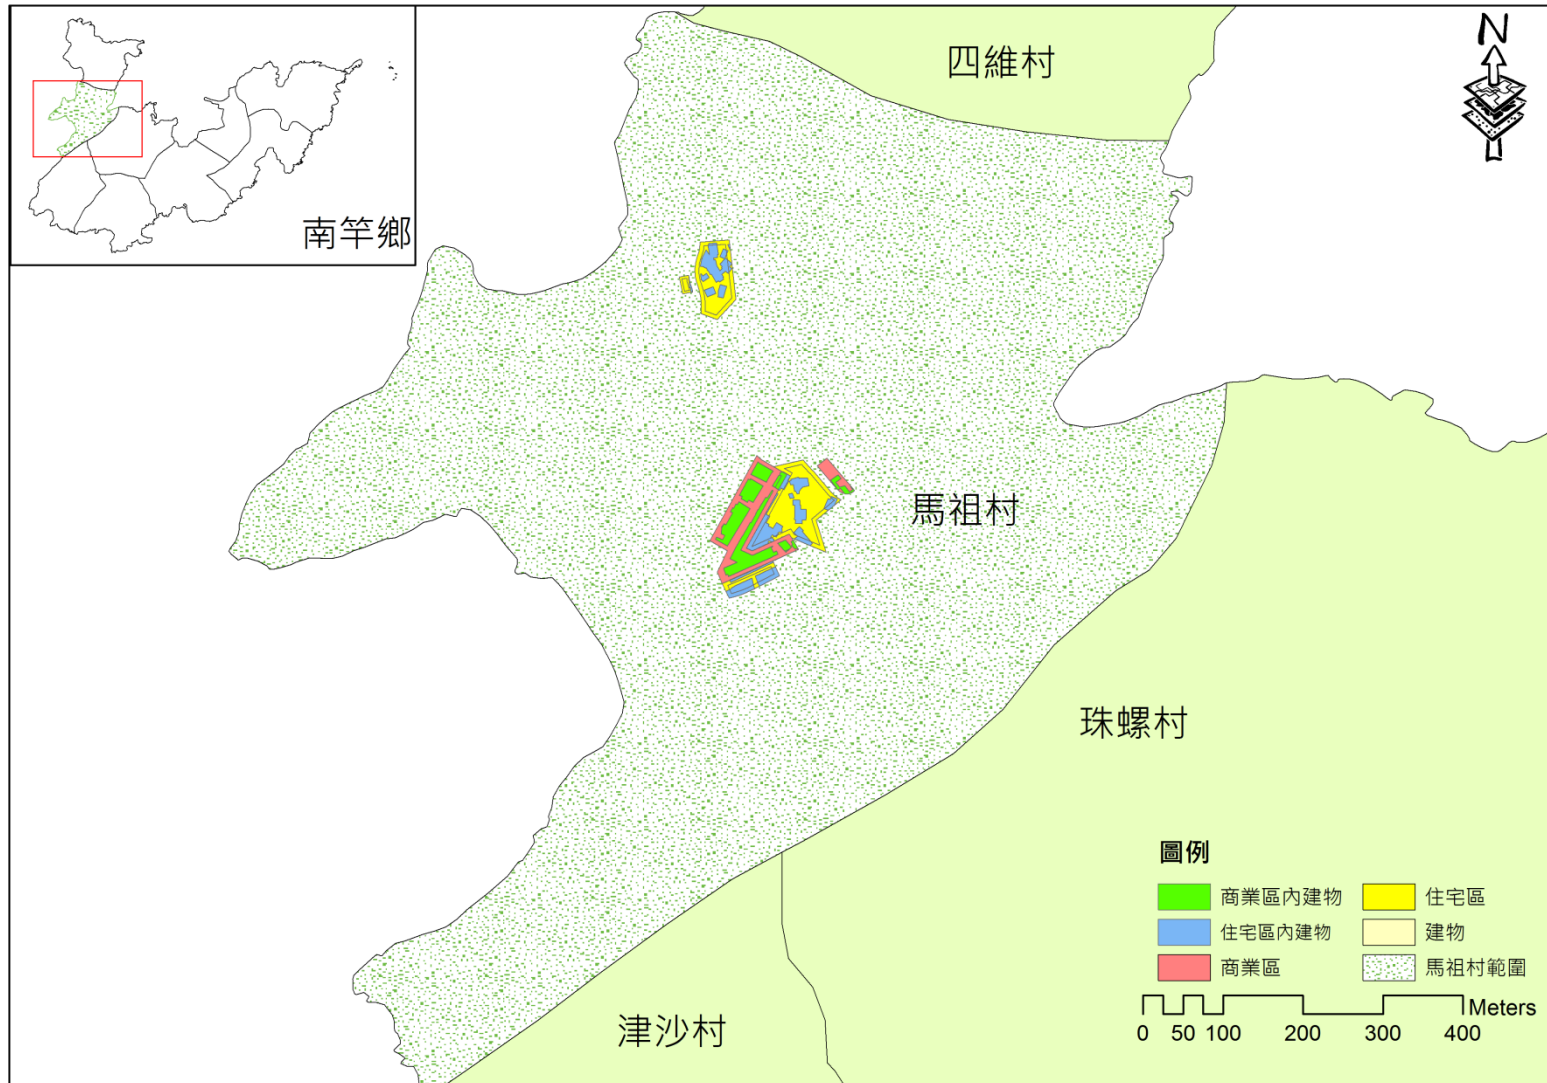 四維村
N
南竿鄉
馬祖村
珠螺村
圖例
商業區內建物
住宅區
住宅區內建物
建物
商業區
馬祖村範圍
Meters
0 50 100 200 300 400
津沙村